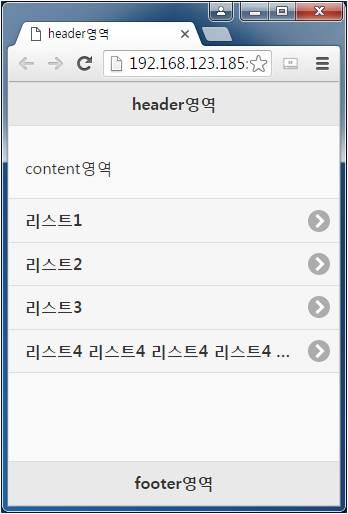 header영역
192.168.123.185:
header영역
content영역
리스트1
리스트2
리스트3
리스트4 리스트4 리스트4 리스트4 ...
footer영역